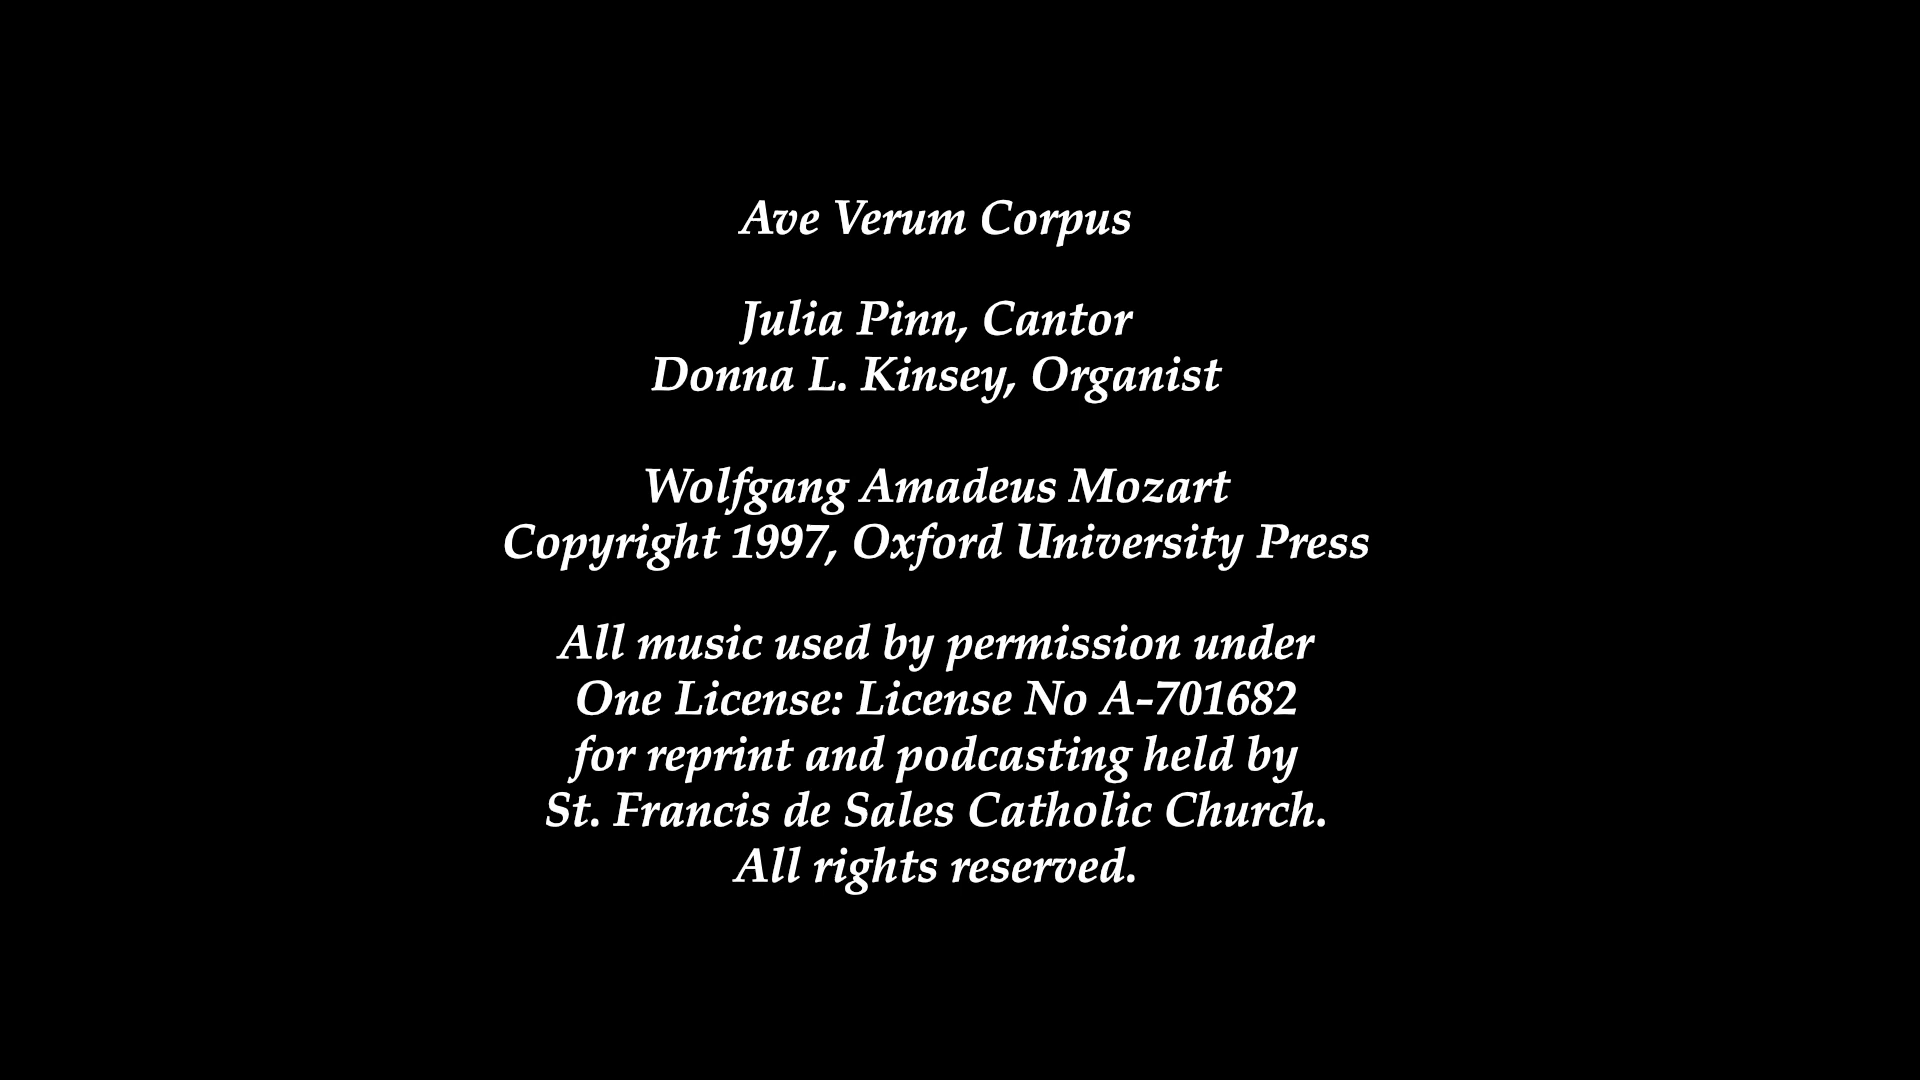 Ave Verum Corpus
Julia Pinn, Cantor
Donna L. Kinsey, Organist
Wolfgang Amadeus Mozart
Copyright 1997, Oxford University Press
All music used by permission under
One License: License No A-701682
for reprint and podcasting held by
St. Francis de Sales Catholic Church.
All rights reserved.